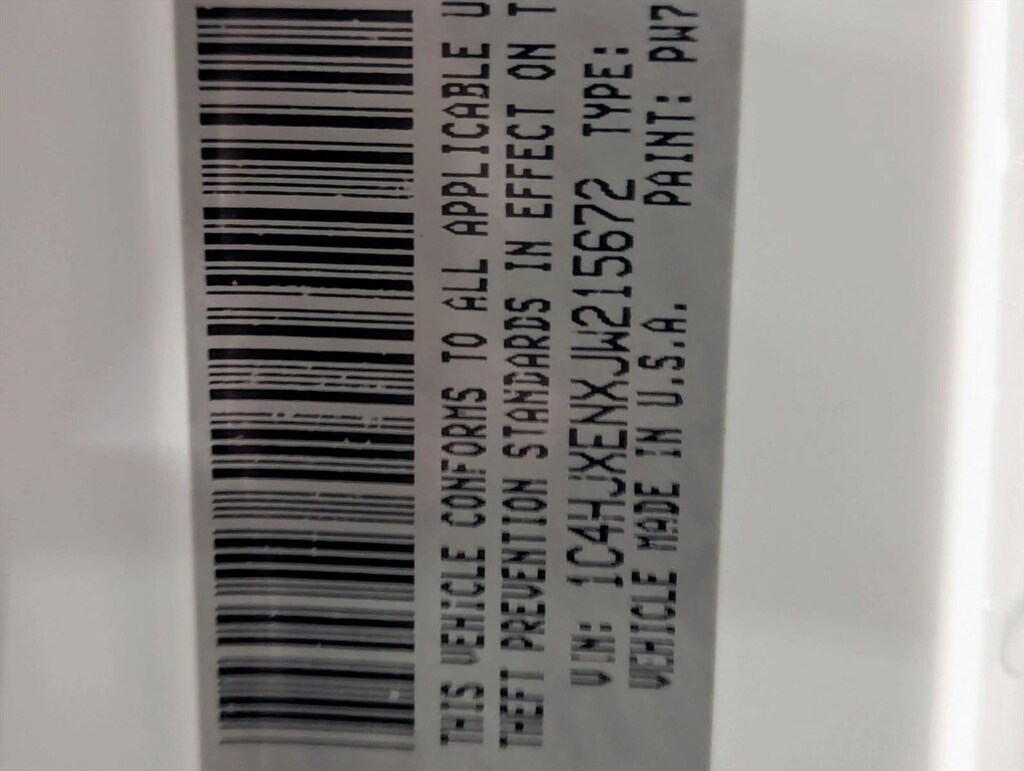 THIS VEHICLE CONFORMS TO ALL APPLICABLE U
THEFT PREVENTION STANDARDS IN EFFECT ON T
VIN: 1C4HJXENXJW215672 TYPE:
VEHICLE MADE IN U.S.A. PAINT: PW7